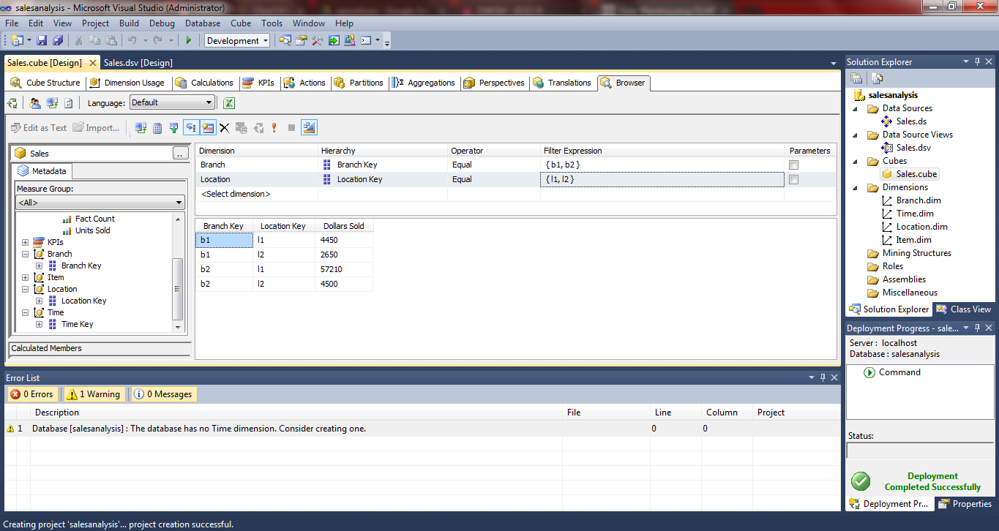 salesanalysis - Microsoft Visual Studio (Administrator)
File Edit View Project Build Debug Database Cube Tools Window Help
Development
Sales.cube [Design] Sales.dsv [Design]
Cube Structure Dimension Usage Calculations KPIs Actions Partitions Aggregations Perspectives Translations Browser
Language: Default
Edit as Text Import...
Sales ..
Metadata
Measure Group:
<All>
Fact Count
Units Sold
KPIs
Branch
Branch Key
Item
Location
Location Key
Time
Time Key
Calculated Members
Dimension Hierarchy Operator Filter Expression Parameters
Branch Branch Key Equal { b1, b2 }
Location Location Key Equal { l1, l2 }
<Select dimension>
Branch Key Location Key Dollars Sold
b1 l1 4450
b1 l2 2650
b2 l1 57210
b2 l2 4500
Solution Explorer
salesanalysis
Data Sources
Sales.ds
Data Source Views
Sales.dsv
Cubes
Sales.cube
Dimensions
Branch.dim
Time.dim
Location.dim
Item.dim
Mining Structures
Roles
Assemblies
Miscellaneous
Solution Explorer Class View
Deployment Progress - sale...
Server : localhost
Database : salesanalysis
Command
Status:
Deployment
Completed Successfully
Deployment Pr... Properties
Error List
0 Errors 1 Warning 0 Messages
Description File Line Column Project
1 Database [salesanalysis] : The database has no Time dimension. Consider creating one. 0 0
Creating project 'salesanalysis'... project creation successful.